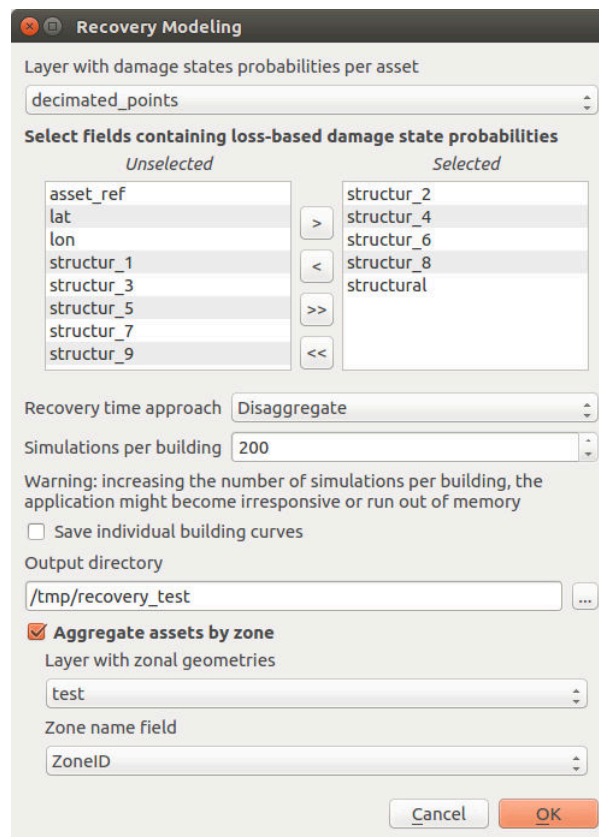 Recovery Modeling
Layer with damage states probabilities per asset
decimated_points
Select fields containing loss-based damage state probabilities
Unselected
Selected
asset_ref
lat
lon
structur_1
structur_3
structur_5
structur_7
structur_9
>
<
>>
<<
structur_2
structur_4
structur_6
structur_8
structural
Recovery time approach Disaggregate
Simulations per building 200
Warning: increasing the number of simulations per building, the
application might become irresponsive or run out of memory
Save individual building curves
Output directory
/tmp/recovery_test ...
Aggregate assets by zone
Layer with zonal geometries
test
Zone name field
ZoneID
Cancel OK